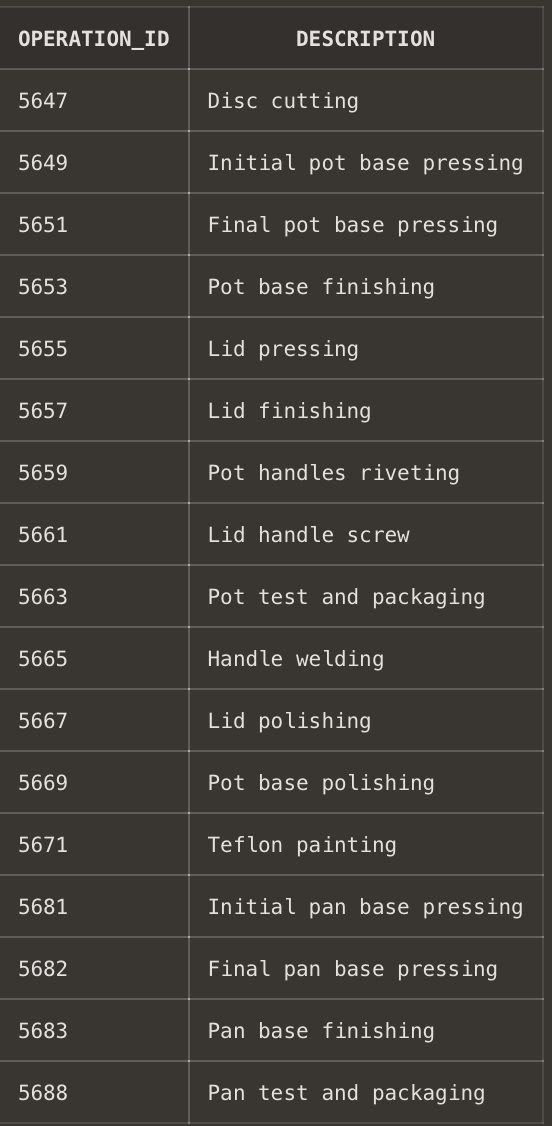 OPERATION_ID DESCRIPTION
5647 Disc cutting
5649 Initial pot base pressing
5651 Final pot base pressing
5653 Pot base finishing
5655 Lid pressing
5657 Lid finishing
5659 Pot handles riveting
5661 Lid handle screw
5663 Pot test and packaging
5665 Handle welding
5667 Lid polishing
5669 Pot base polishing
5671 Teflon painting
5681 Initial pan base pressing
5682 Final pan base pressing
5683 Pan base finishing
5688 Pan test and packaging